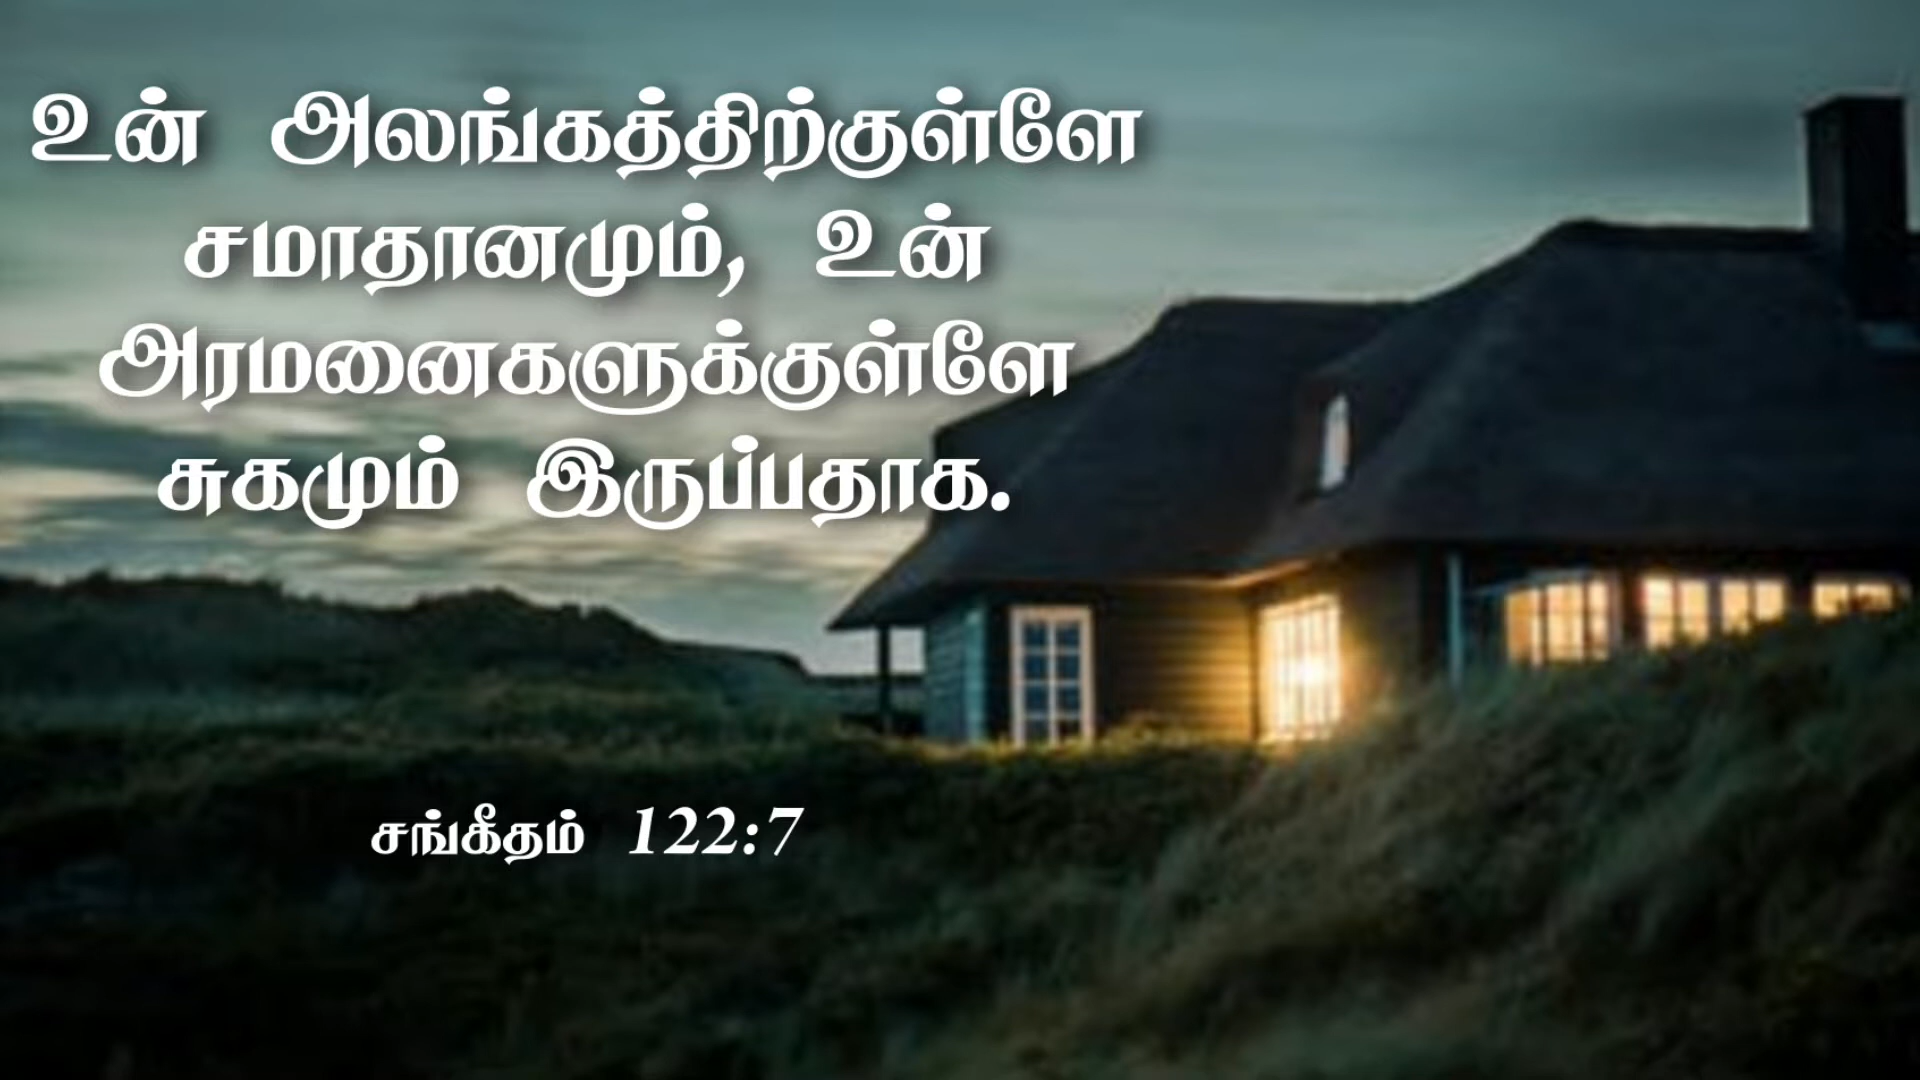 உன் அலங்கத்திற்குள்ளே
சமாதானமும், உன்
அரமனைகளுக்குள்ளே
சுகமும் இருப்பதாக.
சங்கீதம் 122:7